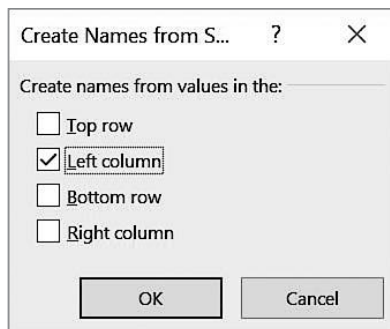 Create Names from S... ?
Create names from values in the:
Top row
Left column
Bottom row
Right column
OK Cancel